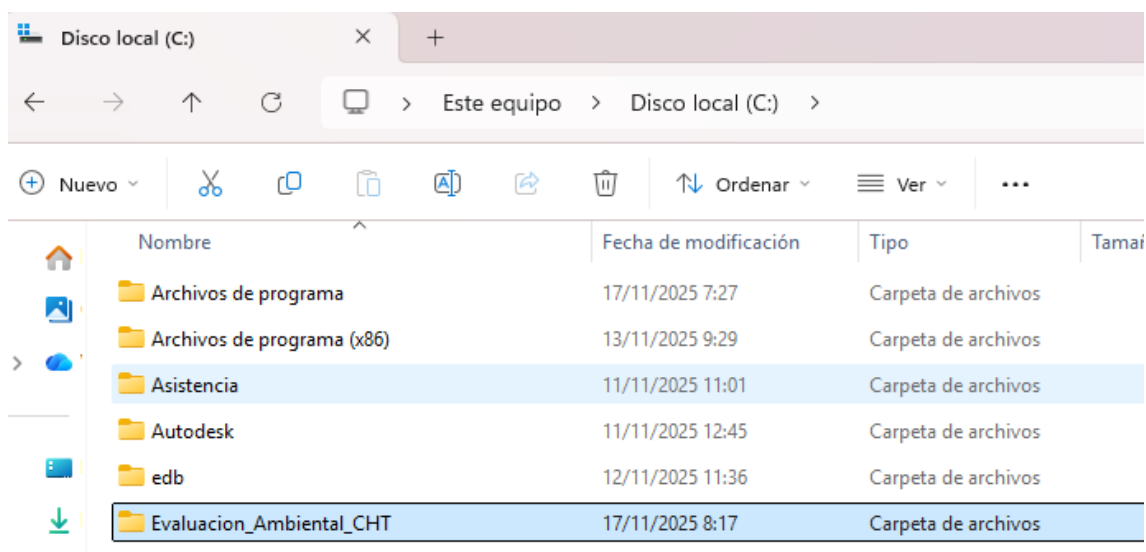 Disco local (C:)
Este equipo > Disco local (C:) >
Nuevo Ordenar Ver ...
Nombre Fecha de modificación Tipo Tamañ
Archivos de programa 17/11/2025 7:27 Carpeta de archivos
Archivos de programa (x86) 13/11/2025 9:29 Carpeta de archivos
Asistencia 11/11/2025 11:01 Carpeta de archivos
Autodesk 11/11/2025 12:45 Carpeta de archivos
edb 12/11/2025 11:36 Carpeta de archivos
Evaluacion_Ambiental_CHT 17/11/2025 8:17 Carpeta de archivos